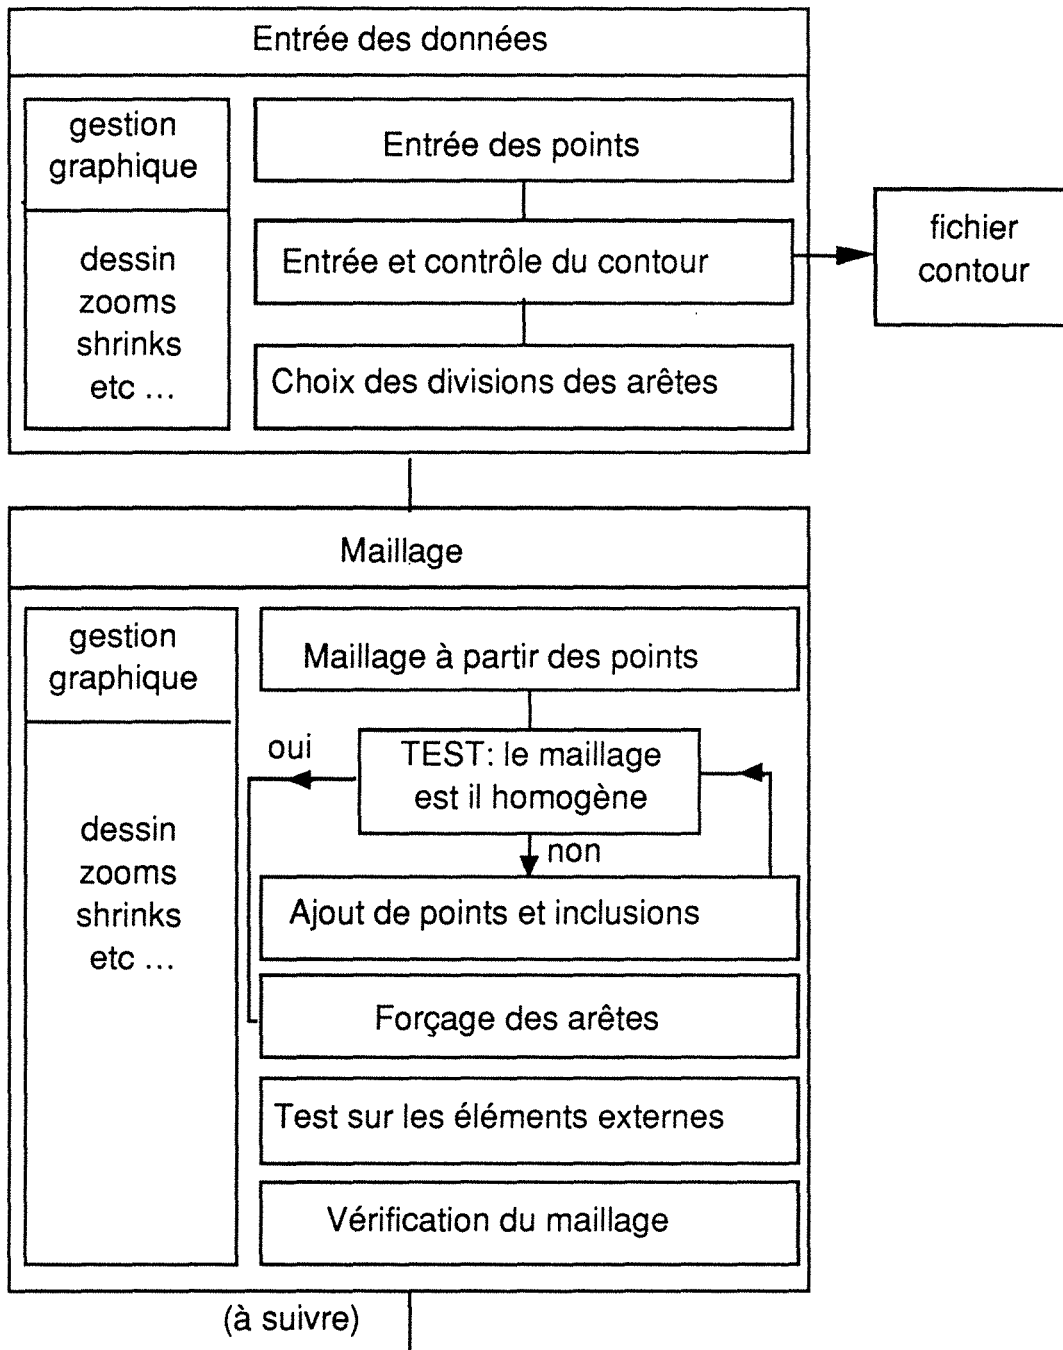 Entrée des données
gestion
graphique
dessin
zooms
shrinks
etc ...
Entrée des points
Entrée et contrôle du contour
Choix des divisions des arêtes
fichier
contour
Maillage
gestion
graphique
dessin
zooms
shrinks
etc ...
Maillage à partir des points
oui
TEST: le maillage
est il homogène
non
Ajout de points et inclusions
Forçage des arêtes
Test sur les éléments externes
Vérification du maillage
(à suivre)